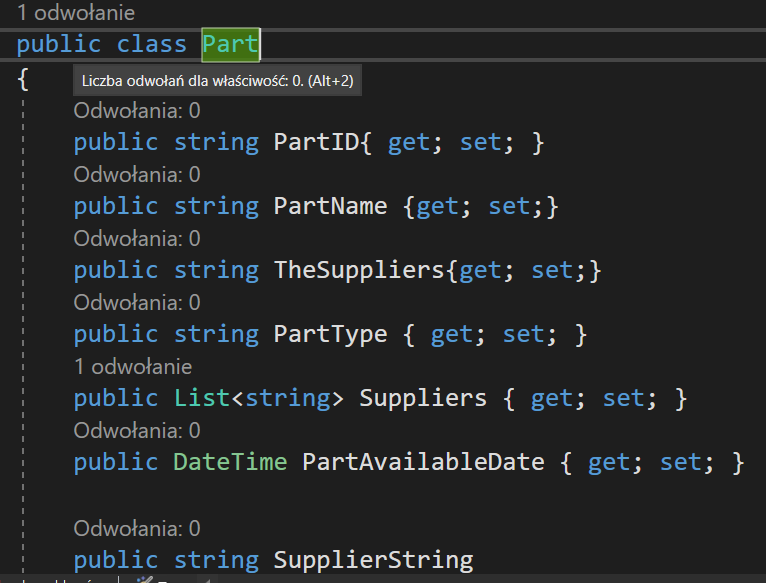 1 odwołanie
public class Part
{
Liczba odwołań dla właściwość: 0. (Alt+2)
Odwołania: 0
public string PartID{ get; set; }
Odwołania: 0
public string PartName {get; set;}
Odwołania: 0
public string TheSuppliers{get; set;}
Odwołania: 0
public string PartType { get; set; }
1 odwołanie
public List<string> Suppliers { get; set; }
Odwołania: 0
public DateTime PartAvailableDate { get; set; }
Odwołania: 0
public string SupplierString